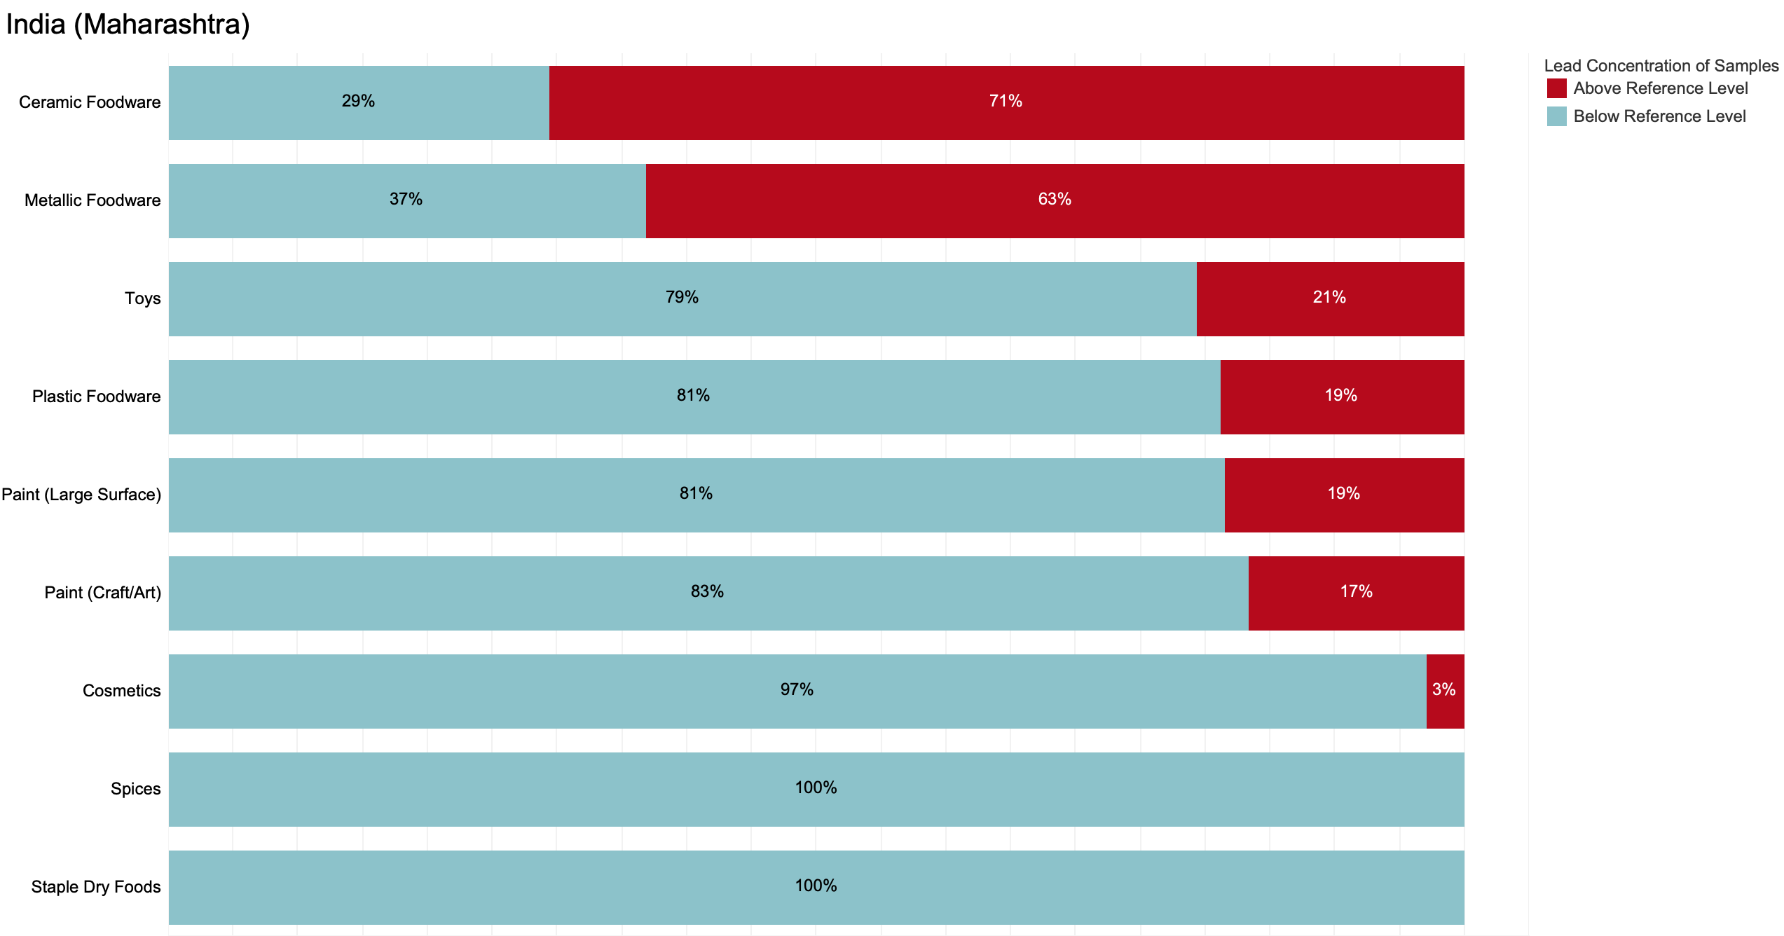 India (Maharashtra)
Lead Concentration of Samples
Above Reference Level
Below Reference Level
Ceramic Foodware 29% 71%
Metallic Foodware 37% 63%
Toys 79% 21%
Plastic Foodware 81% 19%
Paint (Large Surface) 81% 19%
Paint (Craft/Art) 83% 17%
Cosmetics 97% 3%
Spices 100%
Staple Dry Foods 100%